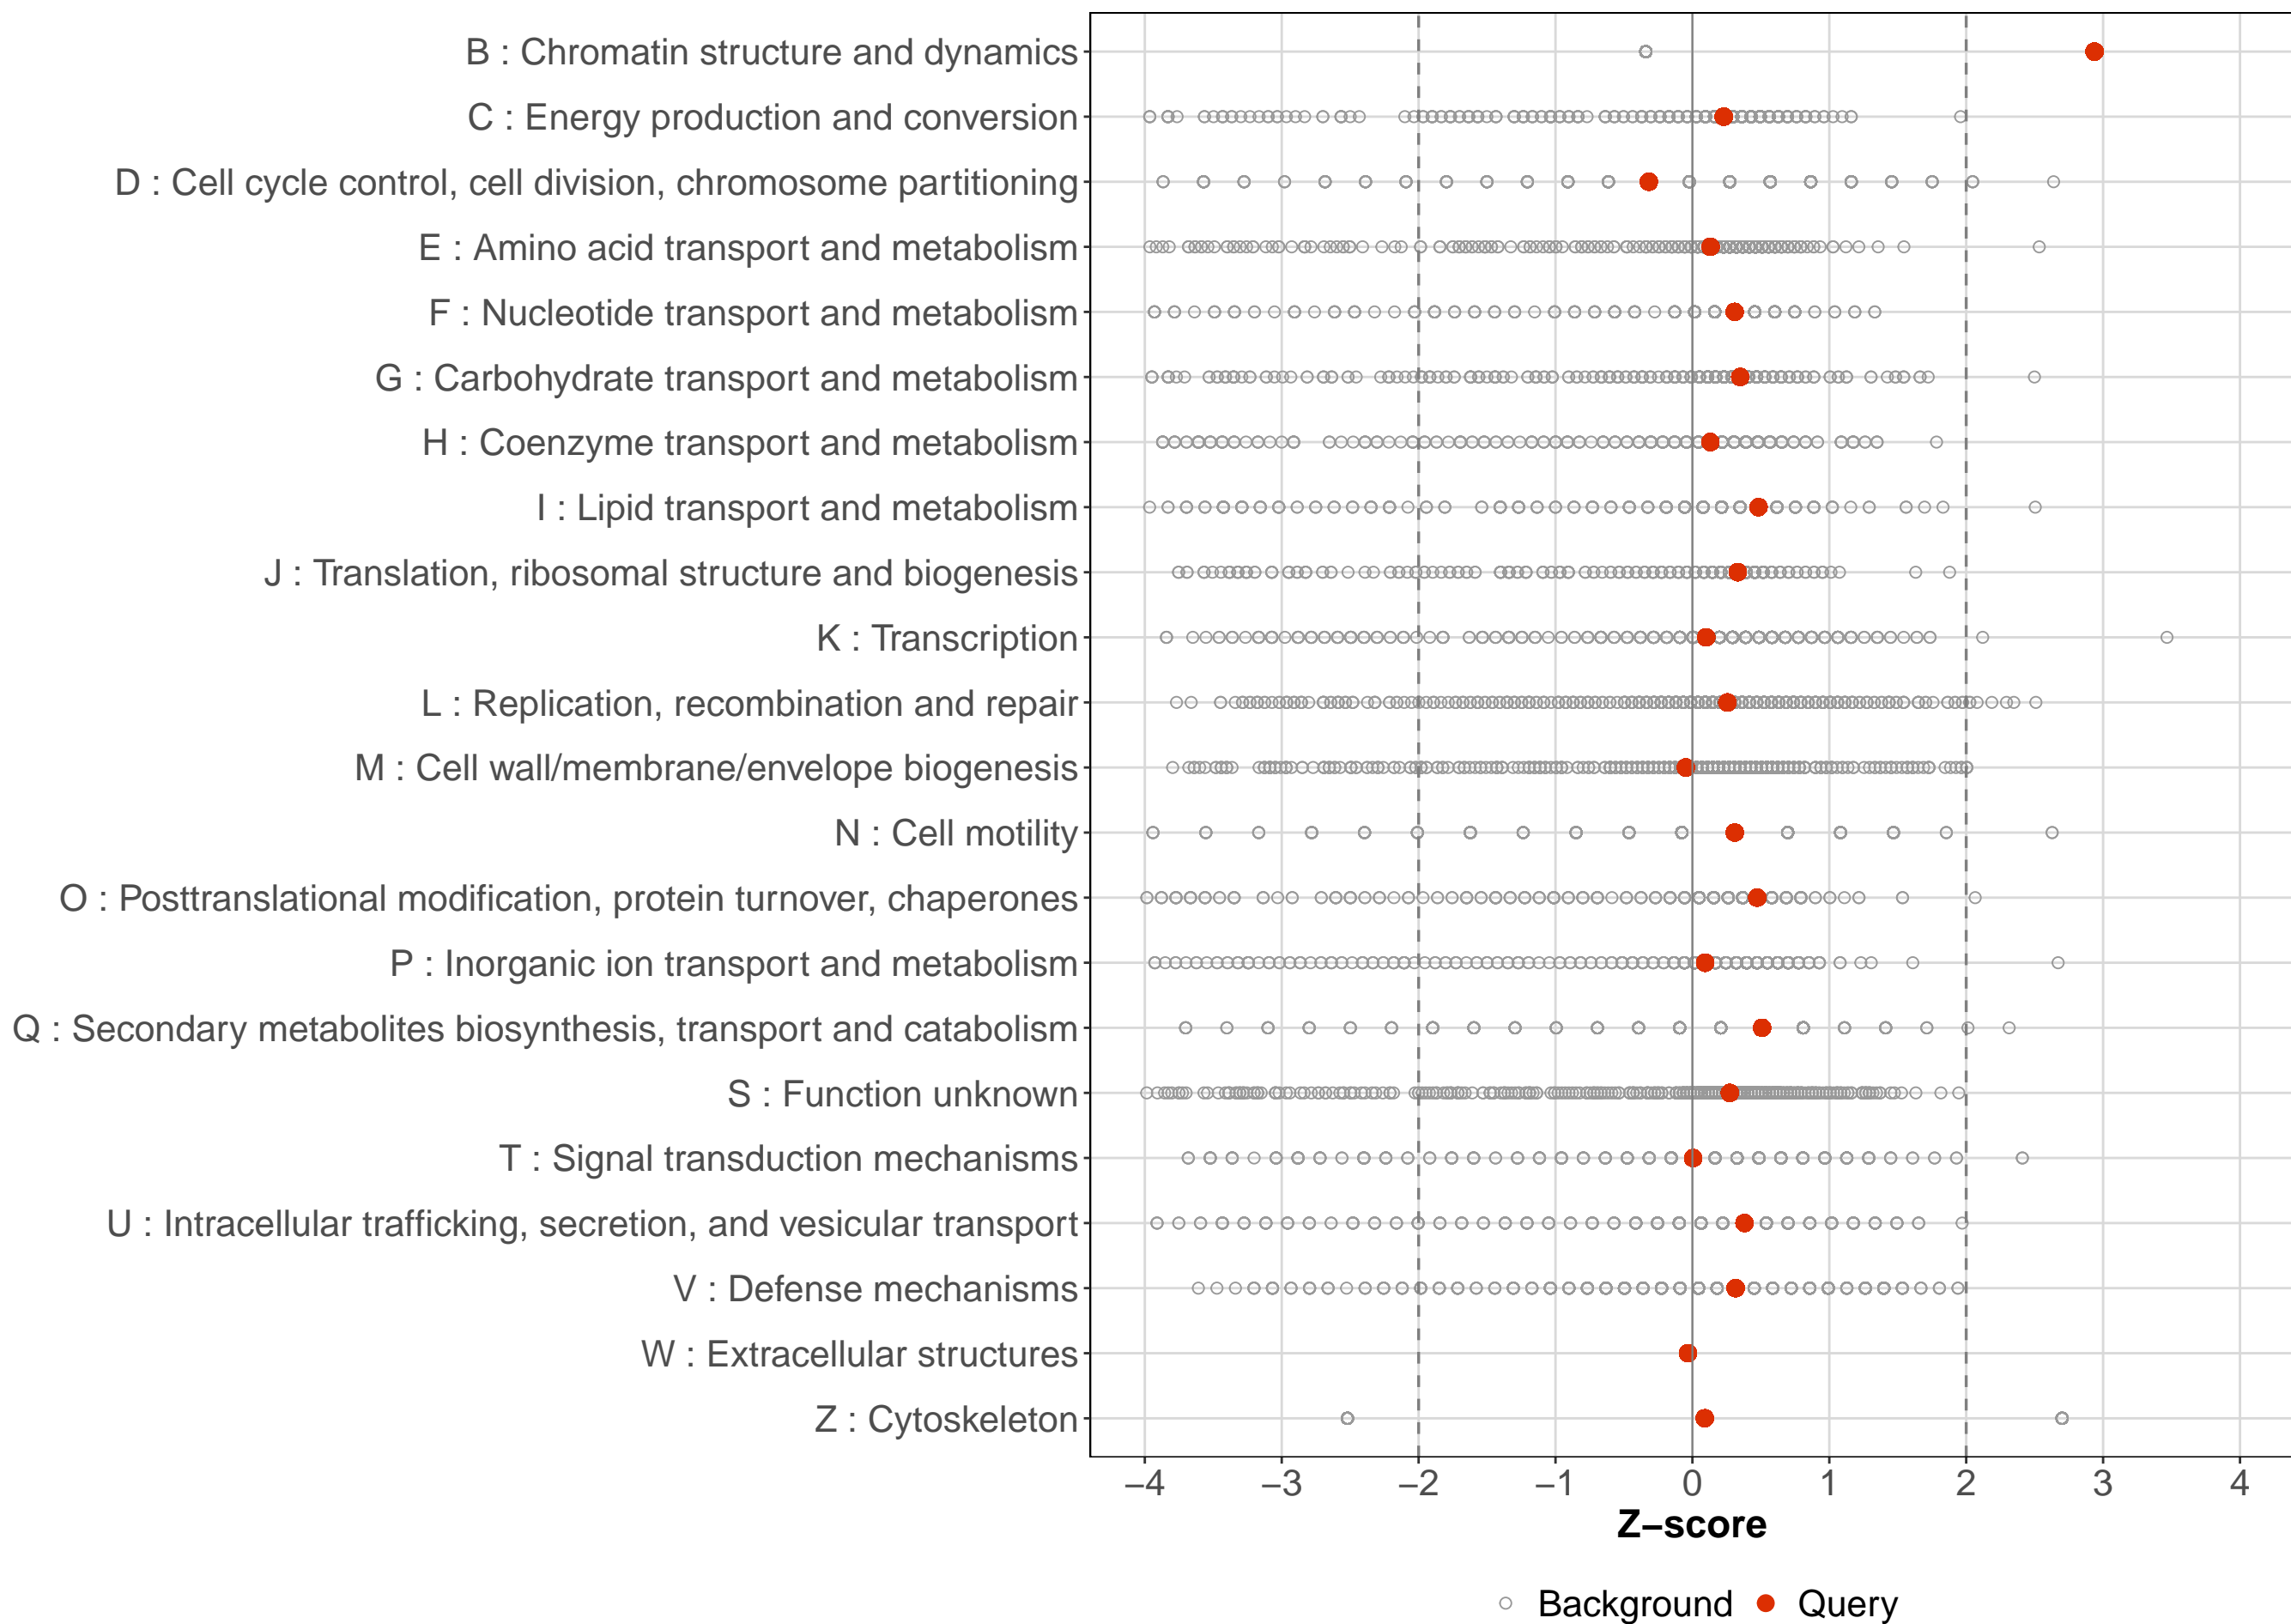 B : Chromatin structure and dynamics
C : Energy production and conversion
D : Cell cycle control, cell division, chromosome partitioning
E : Amino acid transport and metabolism
F : Nucleotide transport and metabolism
G : Carbohydrate transport and metabolism
H : Coenzyme transport and metabolism
I : Lipid transport and metabolism
J : Translation, ribosomal structure and biogenesis
K : Transcription
L : Replication, recombination and repair
M : Cell wall/membrane/envelope biogenesis
N : Cell motility
O : Posttranslational modification, protein turnover, chaperones
P : Inorganic ion transport and metabolism
Q : Secondary metabolites biosynthesis, transport and catabolism
S : Function unknown
T : Signal transduction mechanisms
U : Intracellular trafficking, secretion, and vesicular transport
V : Defense mechanisms
W : Extracellular structures
Z : Cytoskeleton
−4 −3 −2 −1 0 1 2 3 4
Z−score
Background Query